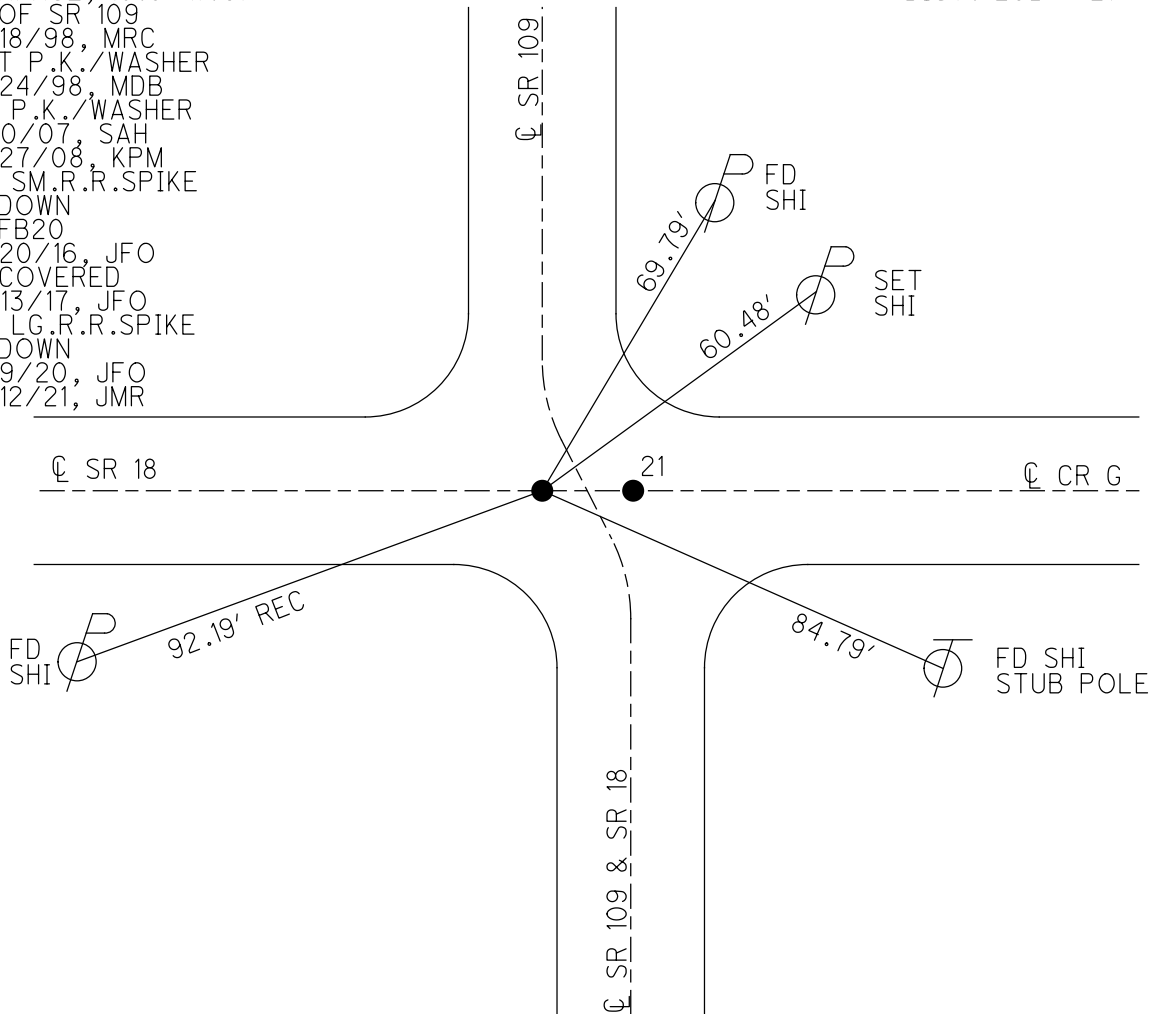 OF SR 109
18/98, MRC
T P.K./WASHER
24/98, MDB
P.K./WASHER
0/07, SAH
27/08, KPM
SM.R.R.SPIKE
DOWN
FB20
20/16, JFO
COVERED
13/17, JFO
LG.R.R.SPIKE
DOWN
9/20, JFO
12/21, JMR
℄ SR 109
FD
SHI
69.79'
SET
SHI
60.48'
℄ SR 18
21
℄ CR G
92.19' REC
FD
SHI
84.79'
FD SHI
STUB POLE
℄ SR 109 & SR 18